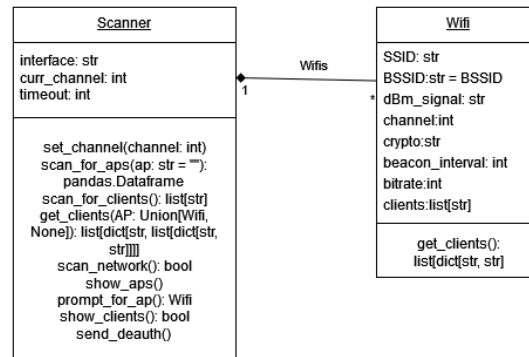 Scanner
interface: str
curr_channel: int
timeout: int
set_channel(channel: int)
scan_for_aps(ap: str = ""):
pandas.Dataframe
scan_for_clients(): list[str]
get_clients(AP: Union[Wifi,
None]): list[dict[str, list[dict[str,
str]]]]
scan_network(): bool
show_aps()
prompt_for_ap(): Wifi
show_clients(): bool
send_deauth()
Wifis
1
*
Wifi
SSID: str
BSSID:str = BSSID
dBm_signal: str
channel:int
crypto:str
beacon_interval: int
bitrate:int
clients:list[str]
get_clients():
list[dict[str, str]